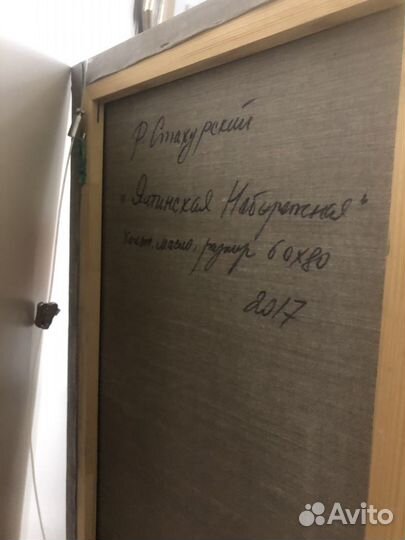 Р Стахурский
"Ялтинская Набережная"
Холст, масло, размер 60х80
2017
Avito